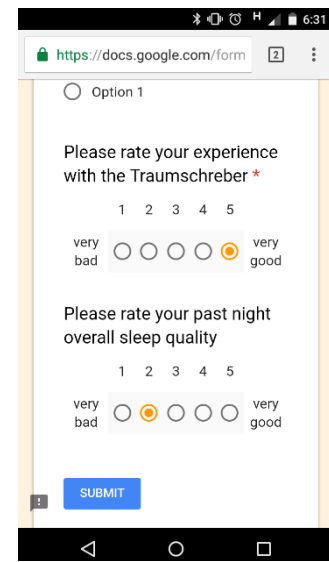 H 6:31
https://docs.google.com/form 2
Option 1
Please rate your experience
with the Traumschreber *
1 2 3 4 5
very
bad
very
good
Please rate your past night
overall sleep quality
1 2 3 4 5
very
bad
very
good
SUBMIT
!